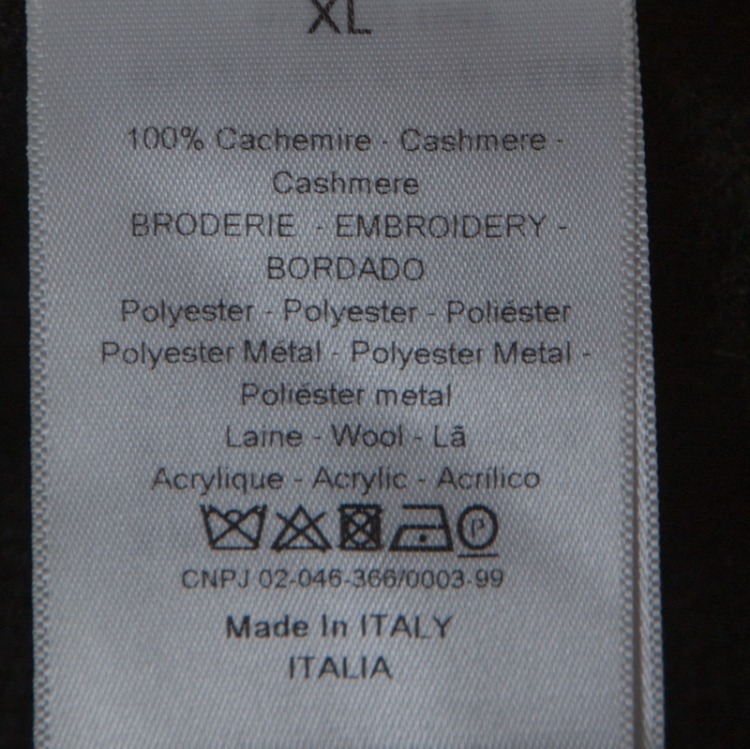 XL
100% Cachemire - Cashmere -
Cashmere
BRODERIE - EMBROIDERY -
BORDADO
Polyester - Polyester - Poliéster
Polyester Métal - Polyester Metal -
Poliéster metal
Laine - Wool - Lã
Acrylique - Acrylic - Acrílico
P
CNPJ 02-046-366/0003-99
Made In ITALY
ITALIA